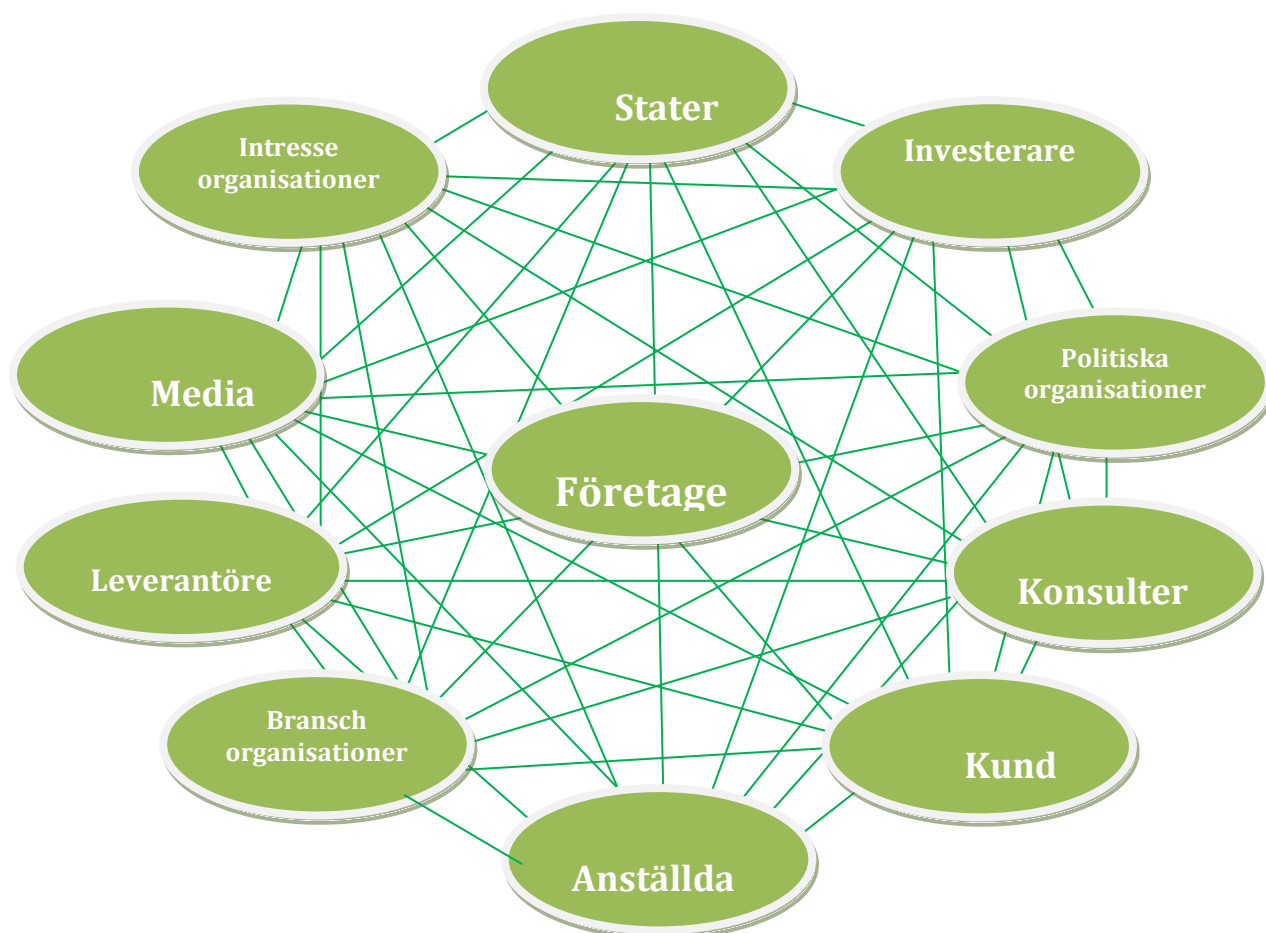 Stater
Intresse
organisationer
Investerare
Media
Politiska
organisationer
Företage
Leverantöre
Konsulter
Bransch
organisationer
Kund
Anställda